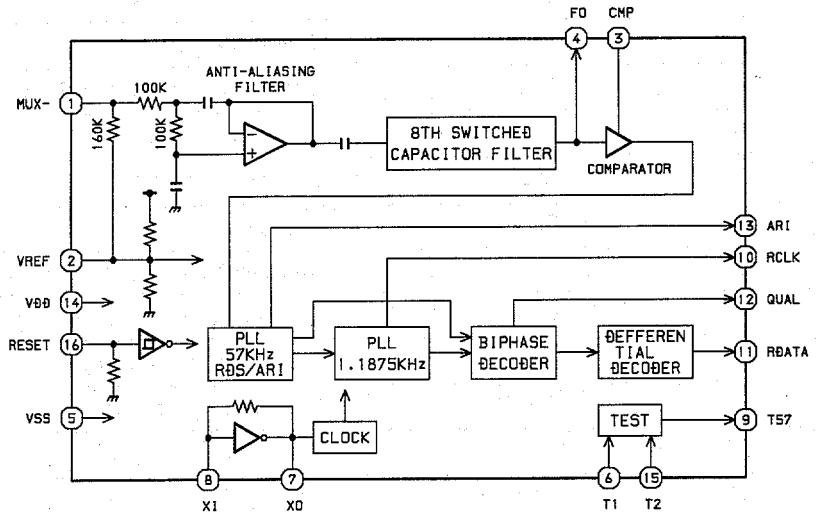 FO CMP
4 3
ANTI-ALIASING
FILTER
100K
MUX- 1
160K
100K
8TH SWITCHED
CAPACITOR FILTER
COMPARATOR
- 
+
13 ARI
VREF 2
10 RCLK
VDD 14
12 QUAL
RESET 16
PLL
57KHz
RDS/ARI
PLL
1.1875KHz
BIPHASE
DECODER
DEFFEREN
TIAL
DECODER
11 RDATA
VSS 5
CLOCK
TEST
9 T57
8 7 6 15
XI XO T1 T2